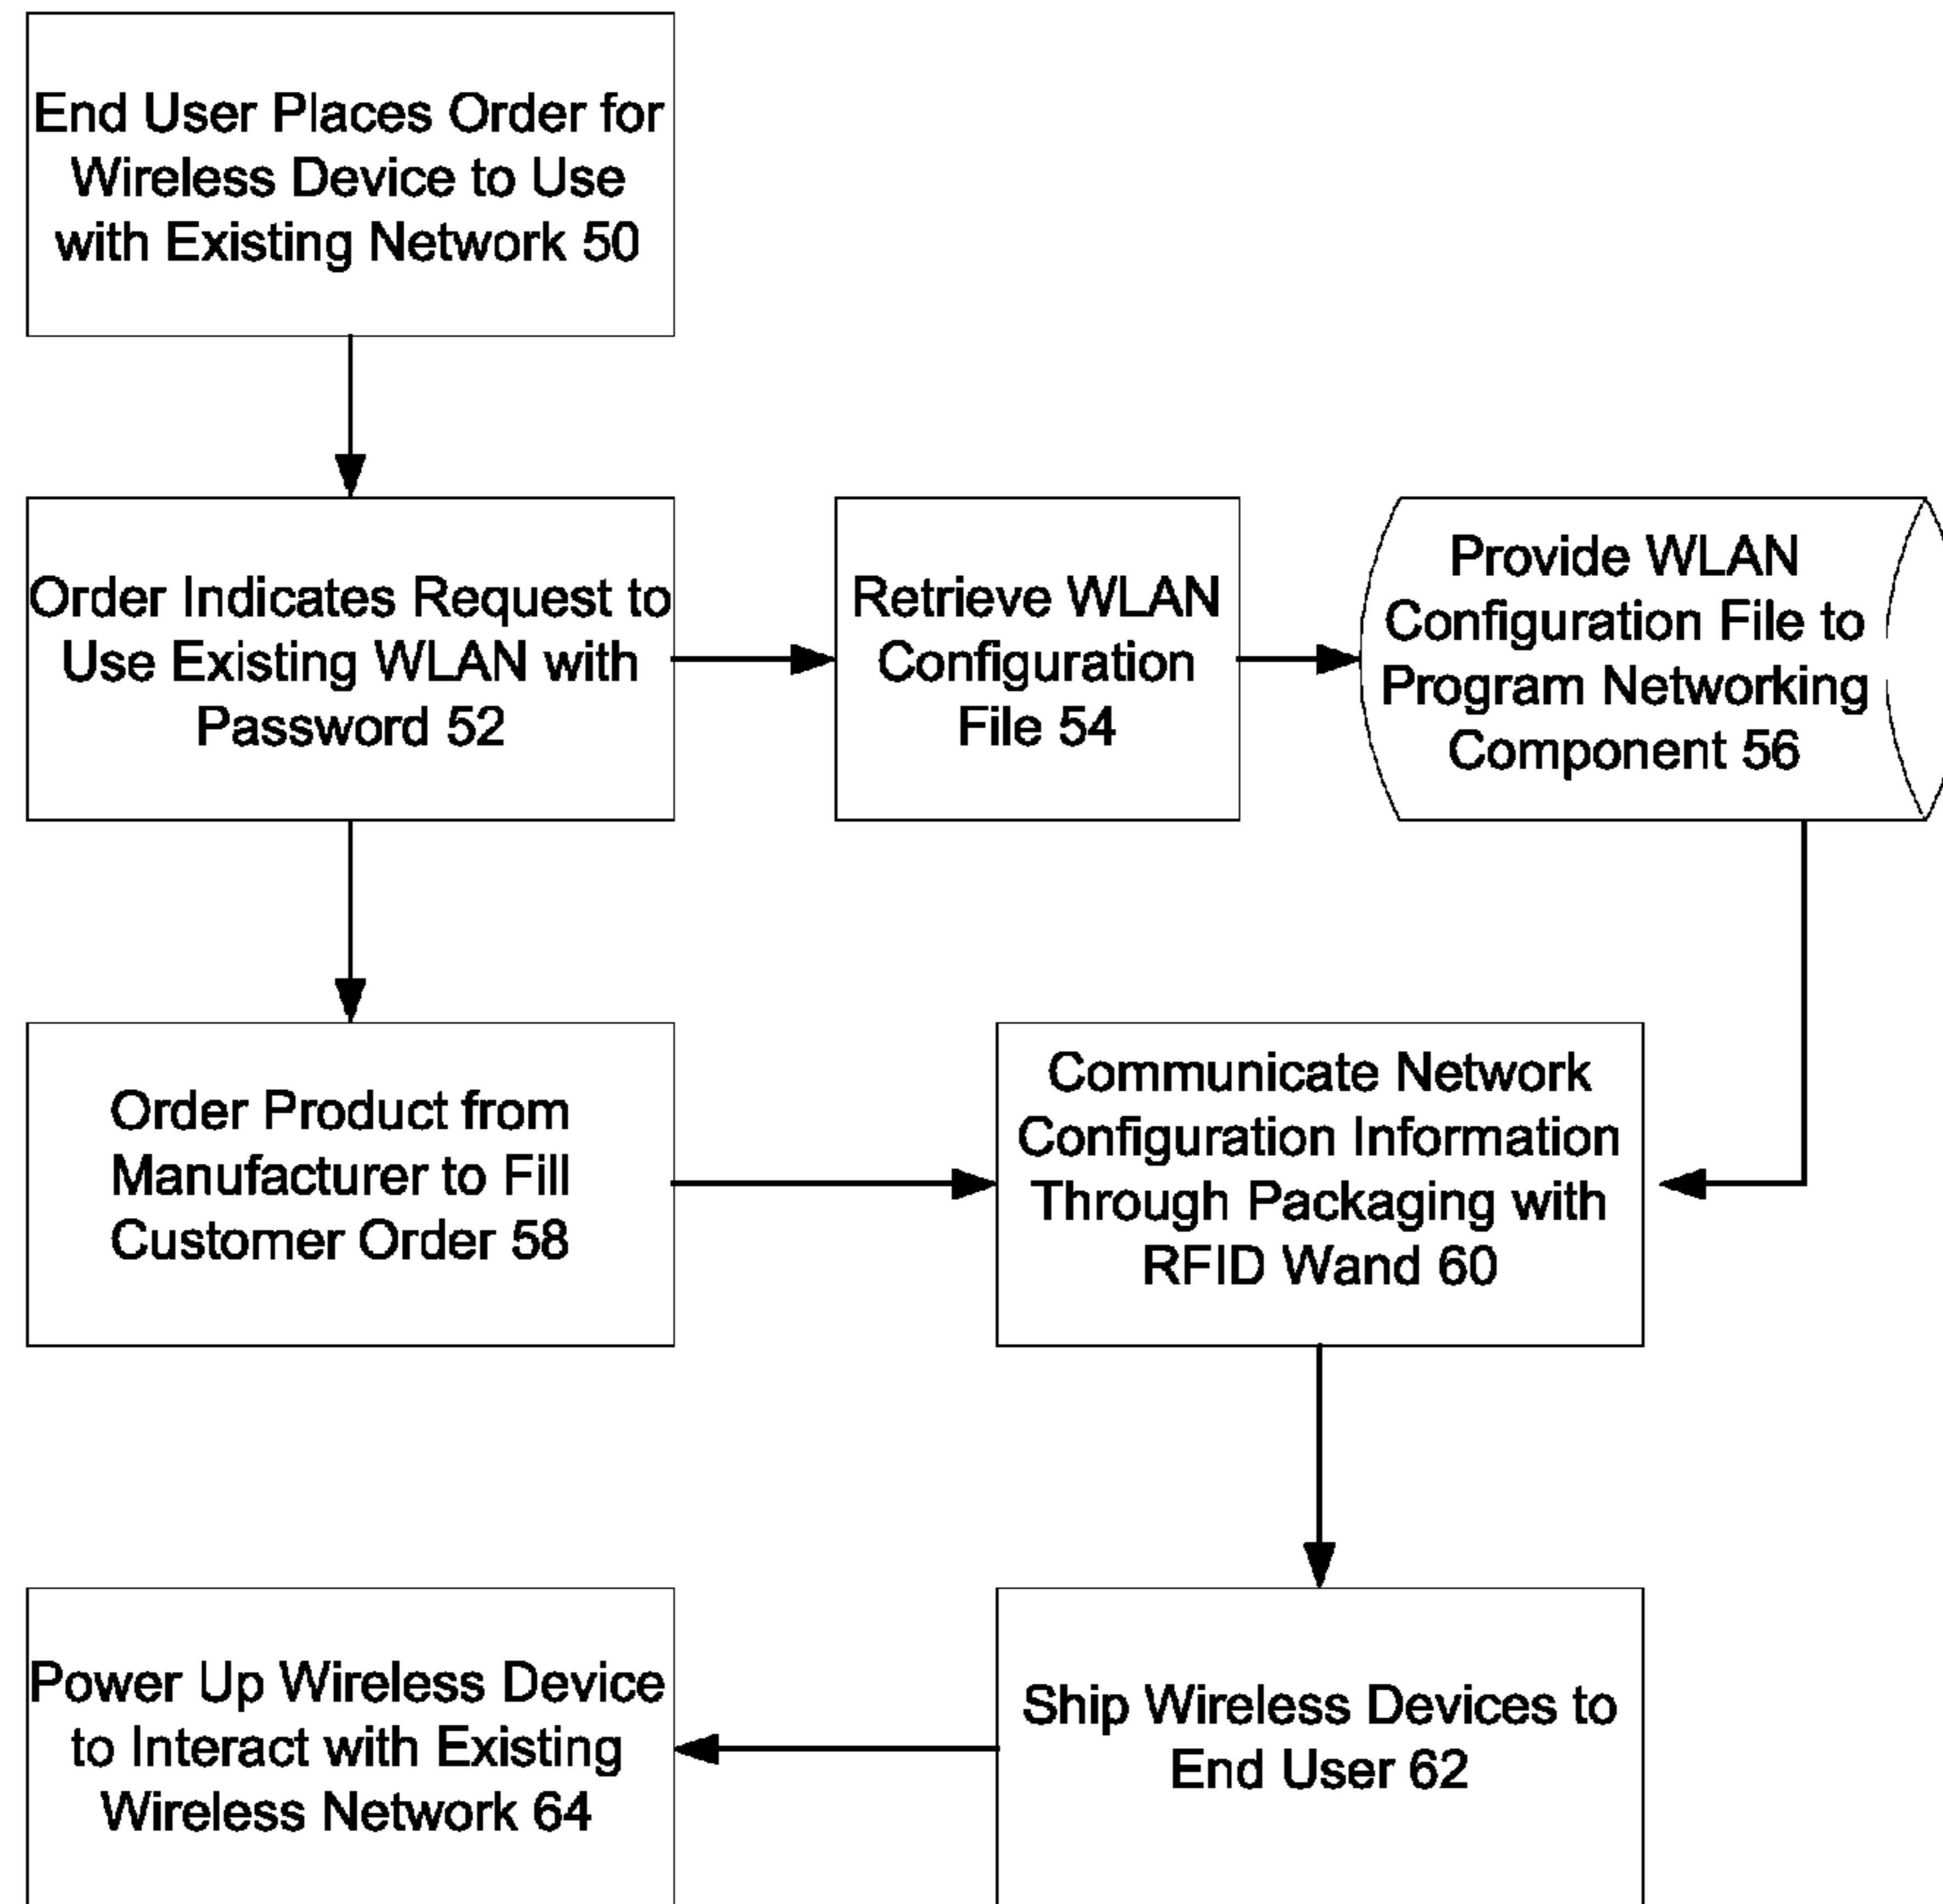 End User Places Order for
Wireless Device to Use
with Existing Network 50
Order Indicates Request to
Use Existing WLAN with
Password 52
Retrieve WLAN
Configuration
File 54
Provide WLAN
Configuration File to
Program Networking
Component 56
Order Product from
Manufacturer to Fill
Customer Order 58
Communicate Network
Configuration Information
Through Packaging with
RFID Wand 60
Power Up Wireless Device
to Interact with Existing
Wireless Network 64
Ship Wireless Devices to
End User 62